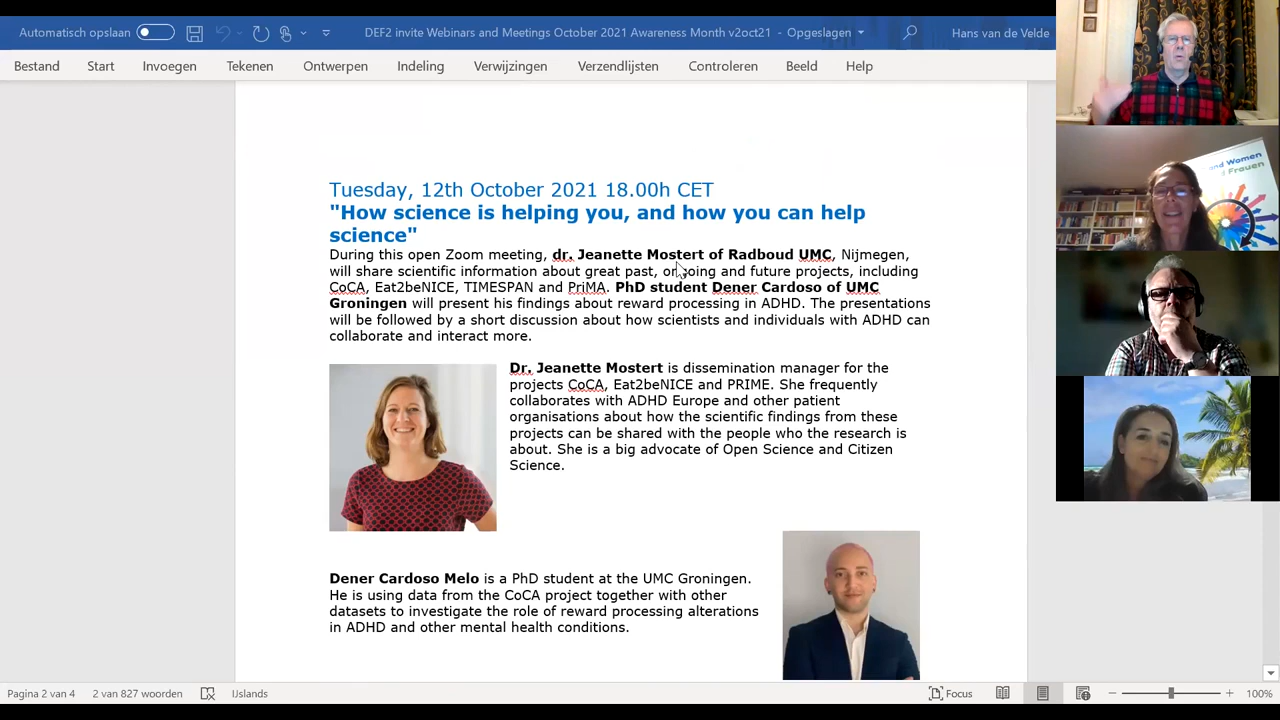 Automatisch opslaan
DEF2 invite Webinars and Meetings October 2021 Awareness Month v2oct21 - Opgeslagen
Hans van de Velde
Bestand Start Invoegen Tekenen Ontwerpen Indeling Verwijzingen Verzendlijsten Controleren Beeld Help
Tuesday, 12th October 2021 18.00h CET
"How science is helping you, and how you can help
science"
During this open Zoom meeting, dr. Jeanette Mostert of Radboud UMC, Nijmegen,
will share scientific information about great past, ongoing and future projects, including
CoCA, Eat2beNICE, TIMESPAN and PriMA. PhD student Dener Cardoso of UMC
Groningen will present his findings about reward processing in ADHD. The presentations
will be followed by a short discussion about how scientists and individuals with ADHD can
collaborate and interact more.
Dr. Jeanette Mostert is dissemination manager for the
projects CoCA, Eat2beNICE and PRIME. She frequently
collaborates with ADHD Europe and other patient
organisations about how the scientific findings from these
projects can be shared with the people who the research is
about. She is a big advocate of Open Science and Citizen
Science.
Dener Cardoso Melo is a PhD student at the UMC Groningen.
He is using data from the CoCA project together with other
datasets to investigate the role of reward processing alterations
in ADHD and other mental health conditions.
and Women
Frauen
Pagina 2 van 4
2 van 827 woorden
IJslands
Focus
100%